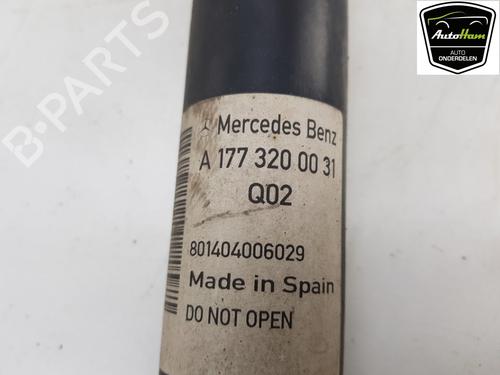 AutoHam
AUTO
ONDERDELEN
B-PARTS
Mercedes Benz
A 177 320 00 31
Q02
801404006029
Made in Spain
DO NOT OPEN